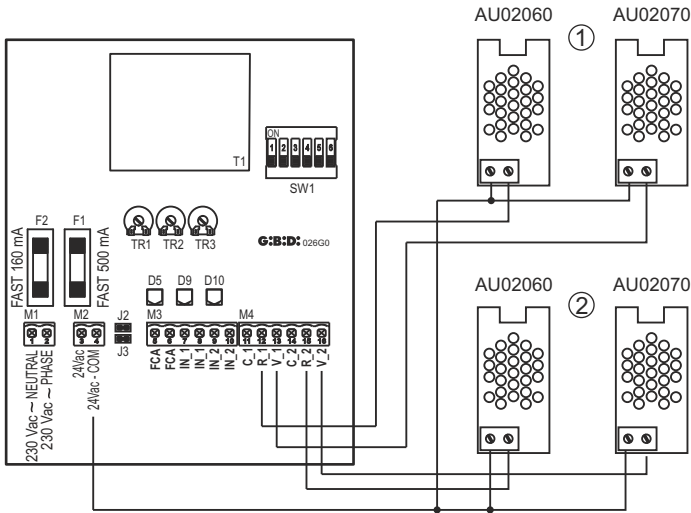 AU02060
AU02070
1
T1
ON
1 2 3 4 5 6
SW1
F2
F1
FAST 160 mA
FAST 500 mA
TR1
TR2
TR3
G:B:D: 026G0
D5
D9
D10
M1
M2
J2
J3
M3
M4
1 2
3 4
5 6 7 8 9 10
11 12 13 14 15 16
230 Vac ~ NEUTRAL
230 Vac ~ PHASE
24Vac
24Vac - COM
FCA
FCA
IN_1
IN_1
IN_2
IN_2
C_1
R_1
V_1
C_2
R_2
V_2
AU02060
AU02070
2